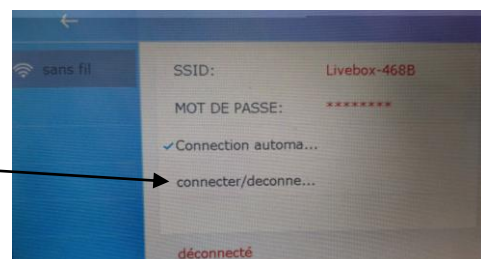 sans fil
SSID: Livebox-468B
MOT DE PASSE: ********
Connection automa...
connecter/deconne...
déconnecté